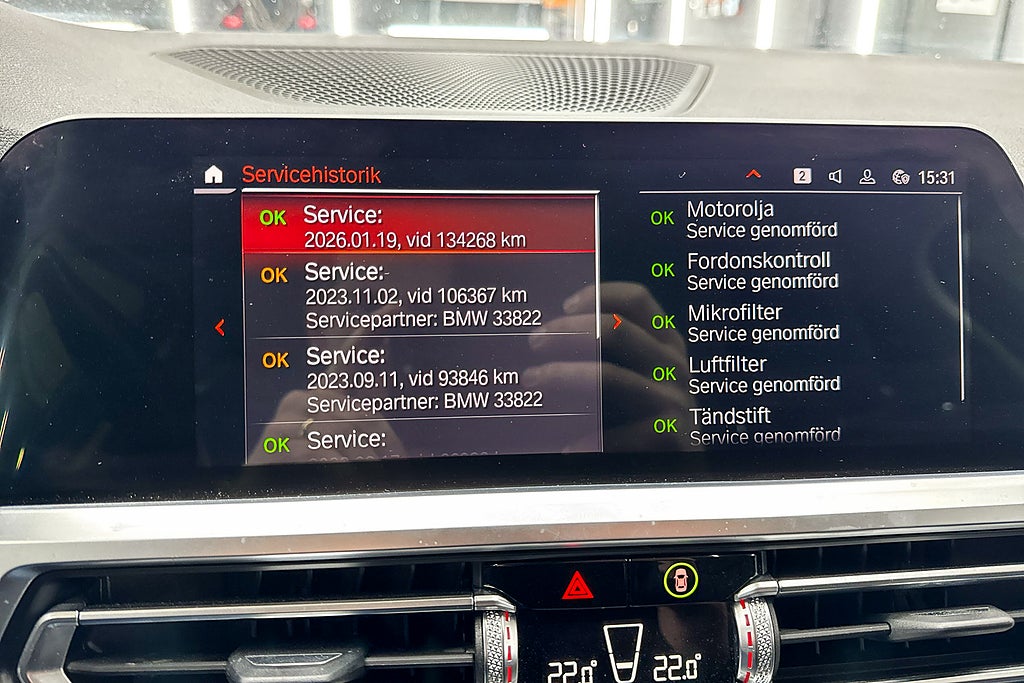 Servicehistorik
2
15:31
OK Service:
2026.01.19, vid 134268 km
OK Service:
2023.11.02, vid 106367 km
Servicepartner: BMW 33822
OK Service:
2023.09.11, vid 93846 km
Servicepartner: BMW 33822
OK Service:
OK Motorolja
Service genomförd
OK Fordonskontroll
Service genomförd
OK Mikrofilter
Service genomförd
OK Luftfilter
Service genomförd
OK Tändstift
Service genomförd
22.0° 22.0°